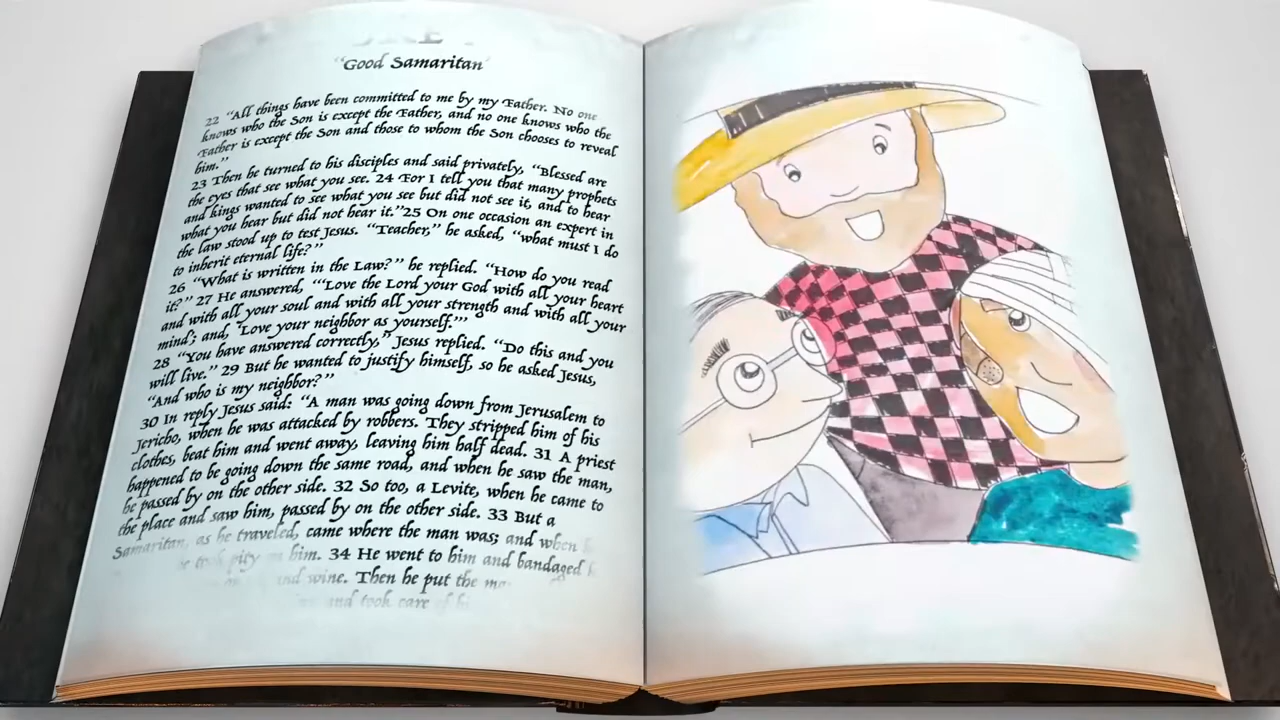 “Good Samaritan”
22 “All things have been committed to me by my Father. No one
knows who the Son is except the Father, and no one knows who the
Father is except the Son and those to whom the Son chooses to reveal
him.”
23 Then he turned to his disciples and said privately, “Blessed are
the eyes that see what you see. 24 For I tell you that many prophets
and kings wanted to see what you see but did not see it, and to hear
what you hear but did not hear it.”25 On one occasion an expert in
the law stood up to test Jesus. “Teacher,” he asked, “what must I do
to inherit eternal life?”
26 “What is written in the Law?” he replied. “How do you read
it?” 27 He answered, “‘Love the Lord your God with all your heart
and with all your soul and with all your strength and with all your
mind’; and, ‘Love your neighbor as yourself.’”
28 “You have answered correctly,” Jesus replied. “Do this and you
will live.” 29 But he wanted to justify himself, so he asked Jesus,
“And who is my neighbor?”
30 In reply Jesus said: “A man was going down from Jerusalem to
Jericho, when he was attacked by robbers. They stripped him of his
clothes, beat him and went away, leaving him half dead. 31 A priest
happened to be going down the same road, and when he saw the man,
he passed by on the other side. 32 So too, a Levite, when he came to
the place and saw him, passed by on the other side. 33 But a
Samaritan, as he traveled, came where the man was; and when
took pity on him. 34 He went to him and bandaged
and wine. Then he put the
and took care of